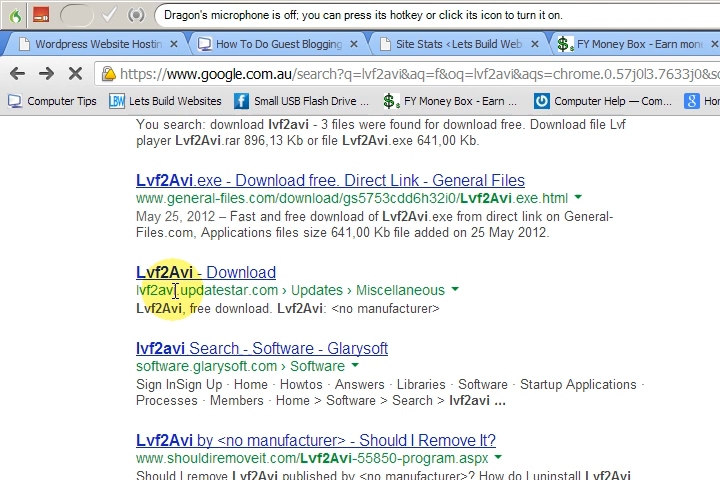 Dragon's microphone is off; you can press its hotkey or click its icon to turn it on.
Wordpress Website Hostin
How To Do Guest Blogging
Site Stats ‹ Lets Build Web
FY Money Box - Earn mone
https://www.google.com.au/search?q=lvf2avi&aq=f&oq=lvf2avi&aqs=chrome.0.57j0l3.7633j0&s
Computer Tips
Lets Build Websites
Small USB Flash Drive ...
FY Money Box - Earn ...
Computer Help — Com...
Hor
You search: download lvf2avi - 3 files were found for download free. Download file Lvf
player Lvf2Avi.rar 896,13 Kb or file Lvf2Avi.exe 641,00 Kb.
Lvf2Avi.exe - Download free. Direct Link - General Files
www.general-files.com/download/gs5753cdd6h32i0/Lvf2Avi.exe.html
May 25, 2012 – Fast and free download of Lvf2Avi.exe from direct link on General-
Files.com, Applications files size 641,00 Kb file added on 25 May 2012.
Lvf2Avi - Download
lvf2avi.updatestar.com › Updates › Miscellaneous
Lvf2Avi, free download. Lvf2Avi: <no manufacturer>
lvf2avi Search - Software - Glarysoft
software.glarysoft.com › Software
Sign InSign Up · Home · Howtos · Answers · Libraries · Software · Startup Applications ·
Processes · Members · Home > Software > Search > lvf2avi ...
Lvf2Avi by <no manufacturer> - Should I Remove It?
www.shouldiremoveit.com/Lvf2Avi-55850-program.aspx
Should I remove Lvf2Avi published by <no manufacturer>? How do I uninstall Lvf2Avi